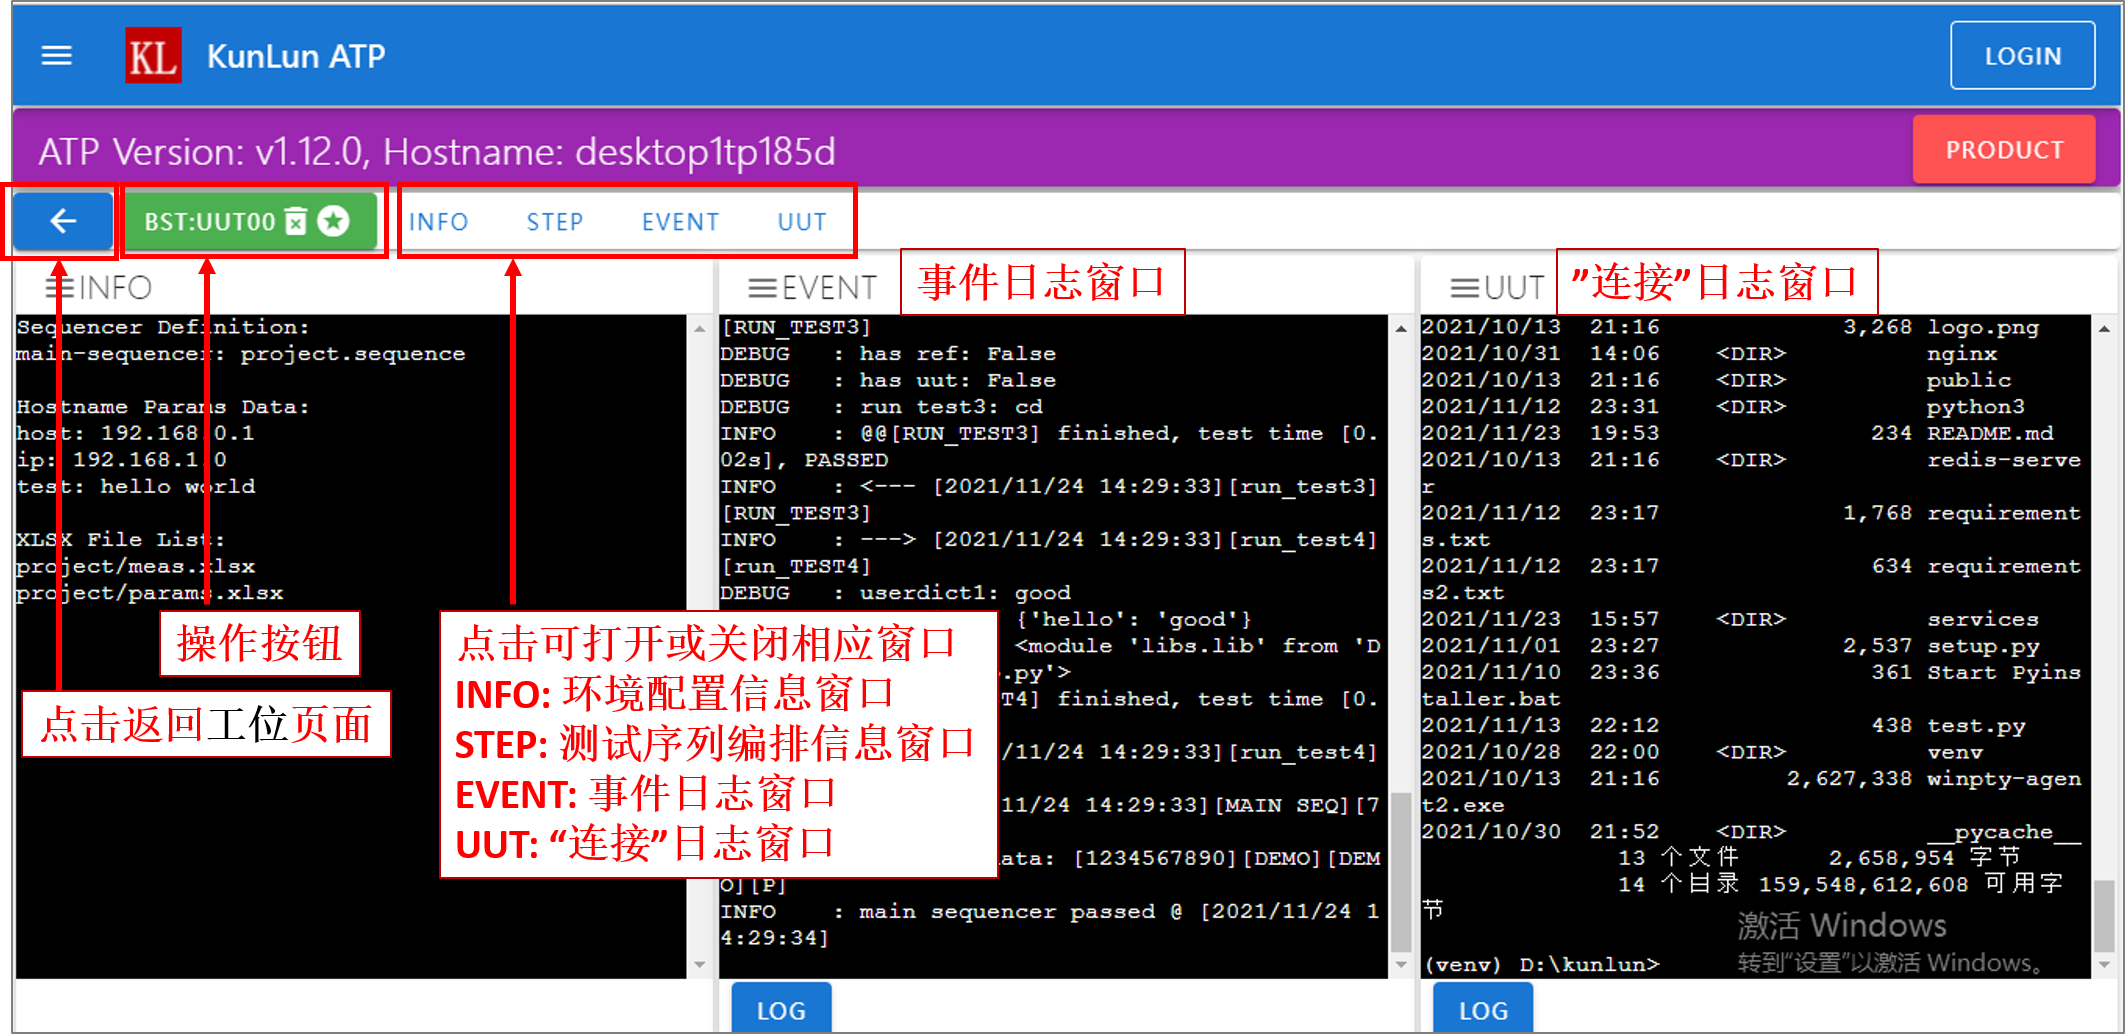 KL KunLun ATP
LOGIN
ATP Version: v1.12.0, Hostname: desktop1tp185d
PRODUCT
BST:UUT00
INFO STEP EVENT UUT
INFO
Sequencer Definition:
main-sequencer: project.sequence
Hostname Params Data:
host: 192.168.0.1
ip: 192.168.1.0
test: hello world
XLSX File List:
project/meas.xlsx
project/params.xlsx
操作按钮
点击返回工位页面
点击可打开或关闭相应窗口
INFO: 环境配置信息窗口
STEP: 测试序列编排信息窗口
EVENT: 事件日志窗口
UUT: “连接”日志窗口
EVENT
事件日志窗口
[RUN_TEST3]
DEBUG : has ref: False
DEBUG : has uut: False
DEBUG : run test3: cd
INFO : @@[RUN_TEST3] finished, test time [0.
02s], PASSED
INFO : <--- [2021/11/24 14:29:33][run_test3]
[RUN_TEST3]
INFO : ---> [2021/11/24 14:29:33][run_test4]
[run_TEST4]
DEBUG : userdict1: good
{'hello': 'good'}
<module 'libs.lib' from 'D
.py'>
T4] finished, test time [0.
/11/24 14:29:33][run_test4]
11/24 14:29:33][MAIN SEQ][7
ata: [1234567890][DEMO][DEM
O][P]
INFO : main sequencer passed @ [2021/11/24 1
4:29:34]
LOG
UUT
”连接”日志窗口
2021/10/13 21:16 3,268 logo.png
2021/10/31 14:06 <DIR> nginx
2021/10/13 21:16 <DIR> public
2021/11/12 23:31 <DIR> python3
2021/11/23 19:53 234 README.md
2021/10/13 21:16 <DIR> redis-serve
r
2021/11/12 23:17 1,768 requirement
s.txt
2021/11/12 23:17 634 requirement
s2.txt
2021/11/23 15:57 <DIR> services
2021/11/01 23:27 2,537 setup.py
2021/11/10 23:36 361 Start Pyins
taller.bat
2021/11/13 22:12 438 test.py
2021/10/28 22:00 <DIR> venv
2021/10/13 21:16 2,627,338 winpty-agen
t2.exe
2021/10/30 21:52 <DIR> __pycache__
13 个文件 2,658,954 字节
14 个目录 159,548,612,608 可用字
节
(venv) D:\kunlun>
激活 Windows
转到“设置”以激活 Windows。
LOG